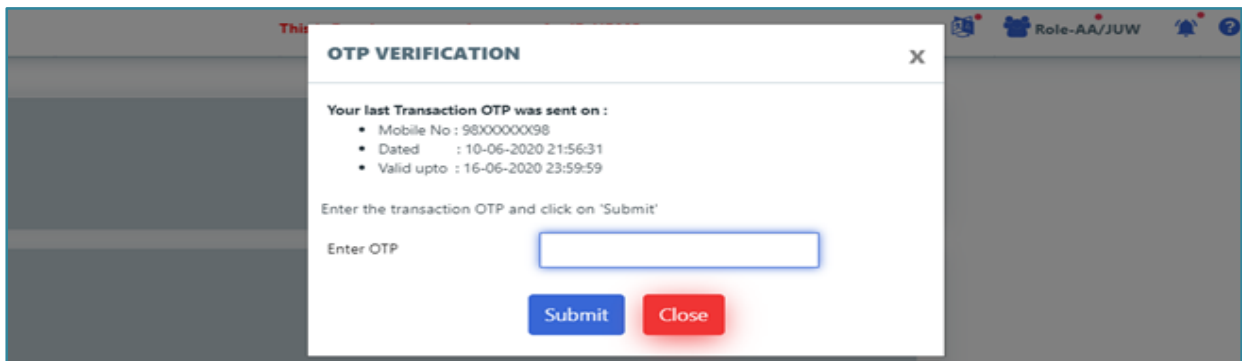 This
Role-AA/JUW
OTP VERIFICATION
X
Your last Transaction OTP was sent on :
• Mobile No : 98XXXXXX98
• Dated : 10-06-2020 21:56:31
• Valid upto : 16-06-2020 23:59:59
Enter the transaction OTP and click on 'Submit'
Enter OTP
Submit Close